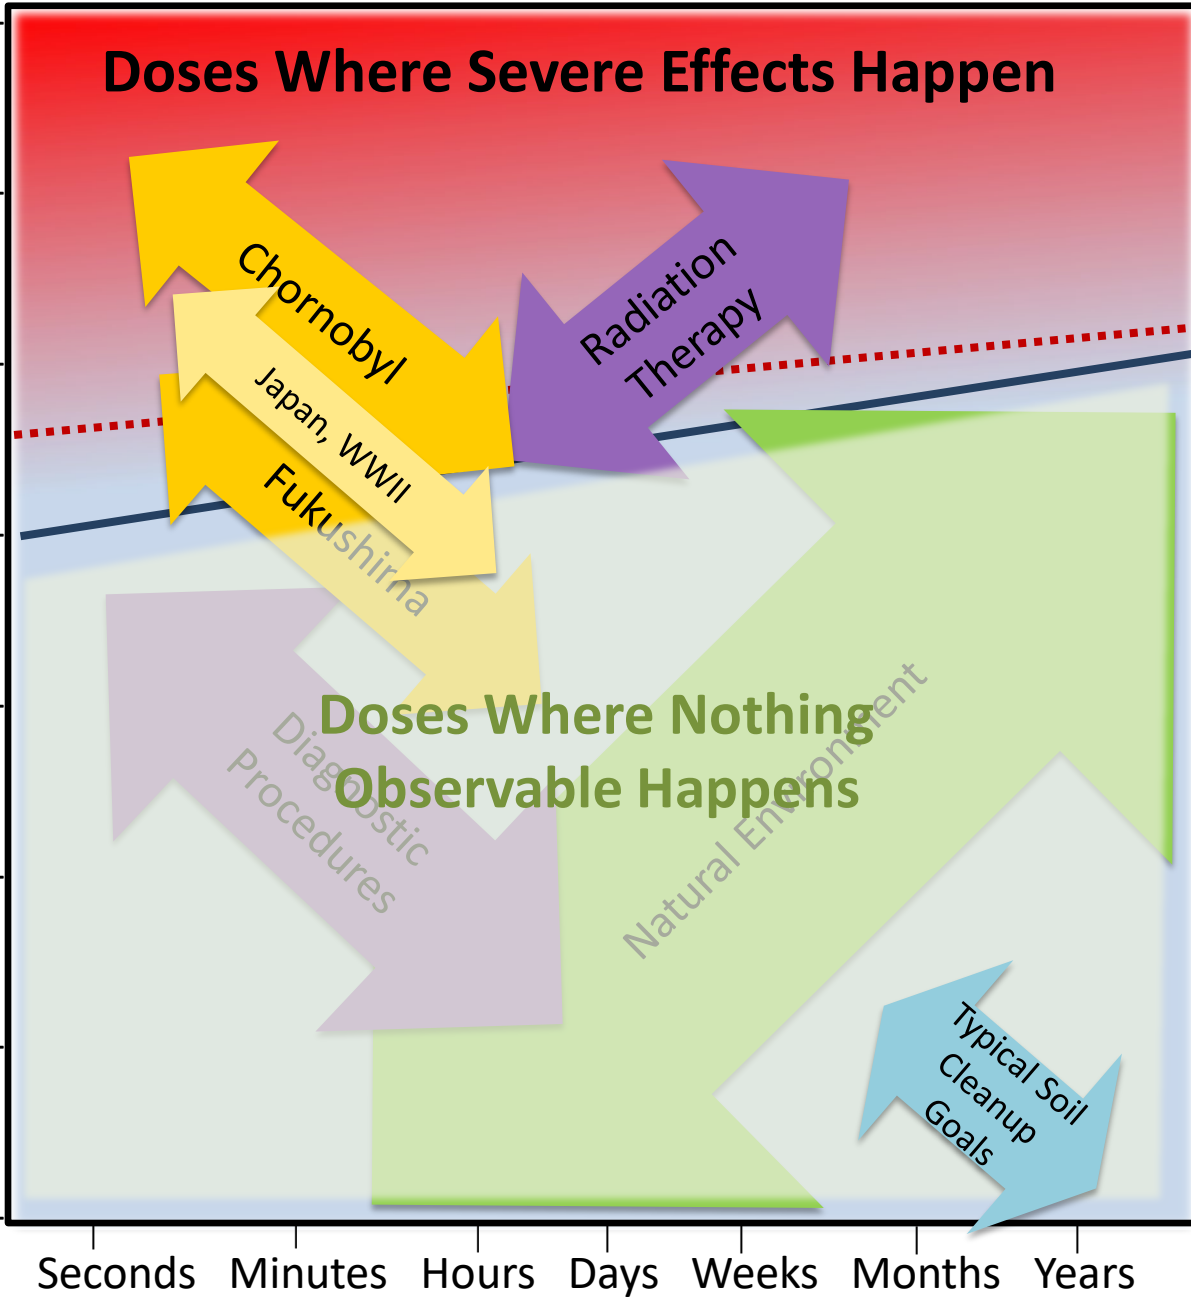 Doses Where Severe Effects Happen
Chornobyl
Radiation
Therapy
Japan, WWII
Fukushima
Doses Where Nothing
Observable Happens
Diagnostic
Procedures
Natural Environment
Typical Soil
Cleanup
Goals
Seconds Minutes Hours Days Weeks Months Years